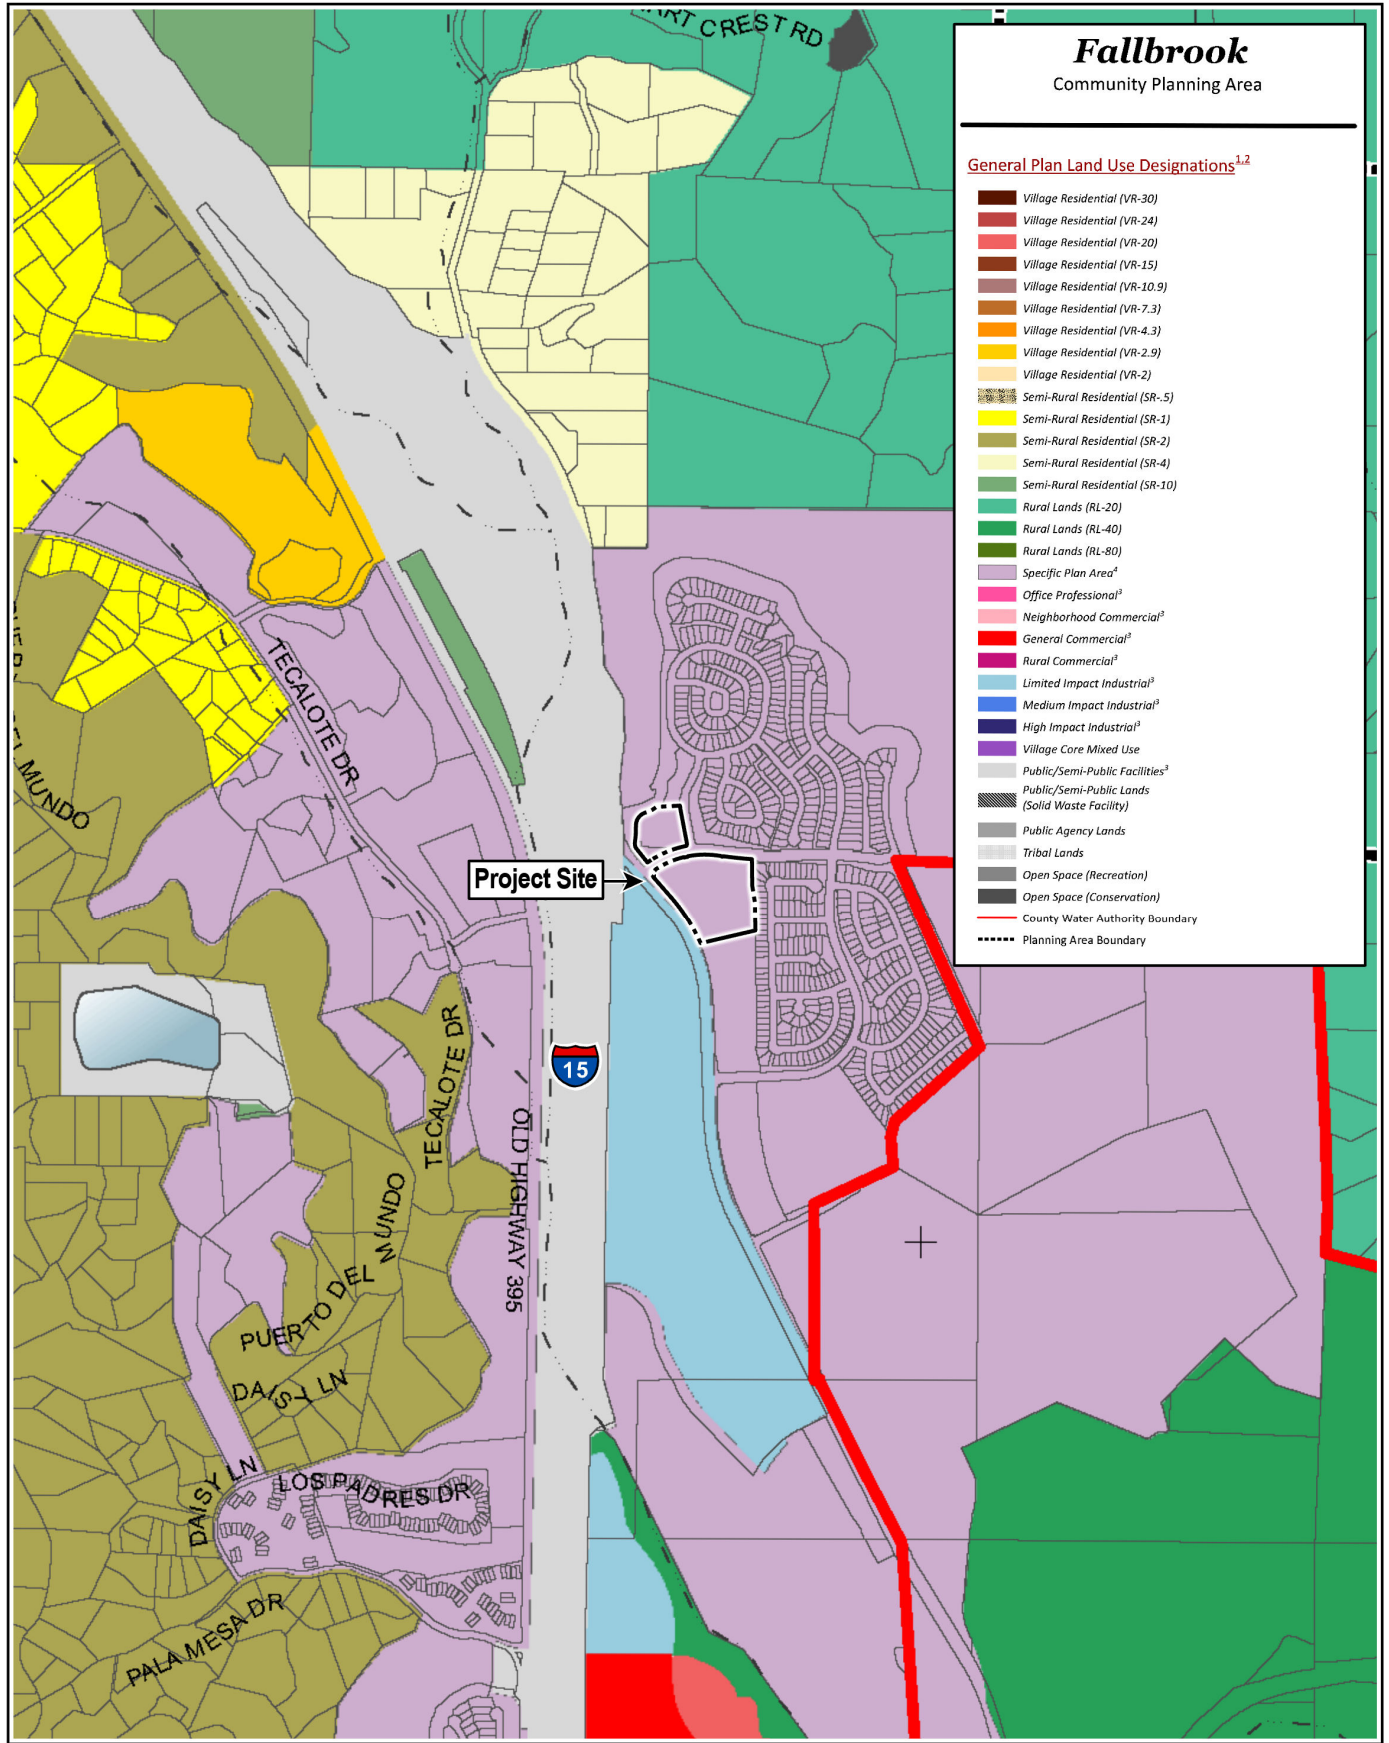 Fallbrook
Community Planning Area
General Plan Land Use Designations1,2
Village Residential (VR-30)
Village Residential (VR-24)
Village Residential (VR-20)
Village Residential (VR-15)
Village Residential (VR-10.9)
Village Residential (VR-7.3)
Village Residential (VR-4.3)
Village Residential (VR-2.9)
Village Residential (VR-2)
Semi-Rural Residential (SR-.5)
Semi-Rural Residential (SR-1)
Semi-Rural Residential (SR-2)
Semi-Rural Residential (SR-4)
Semi-Rural Residential (SR-10)
Rural Lands (RL-20)
Rural Lands (RL-40)
Rural Lands (RL-80)
Specific Plan Area4
Office Professional3
Neighborhood Commercial3
General Commercial3
Rural Commercial3
Limited Impact Industrial3
Medium Impact Industrial3
High Impact Industrial3
Village Core Mixed Use
Public/Semi-Public Facilities3
Public/Semi-Public Lands
(Solid Waste Facility)
Public Agency Lands
Tribal Lands
Open Space (Recreation)
Open Space (Conservation)
County Water Authority Boundary
Planning Area Boundary
CREST RD
TECALOTE DR
MUNDO
Project Site
15
TECALOTE DR
OLD HIGHWAY 395
PUERTO DEL MUNDO
DAISY LN
DAISY LN
LOS PADRES DR
PALA MESA DR